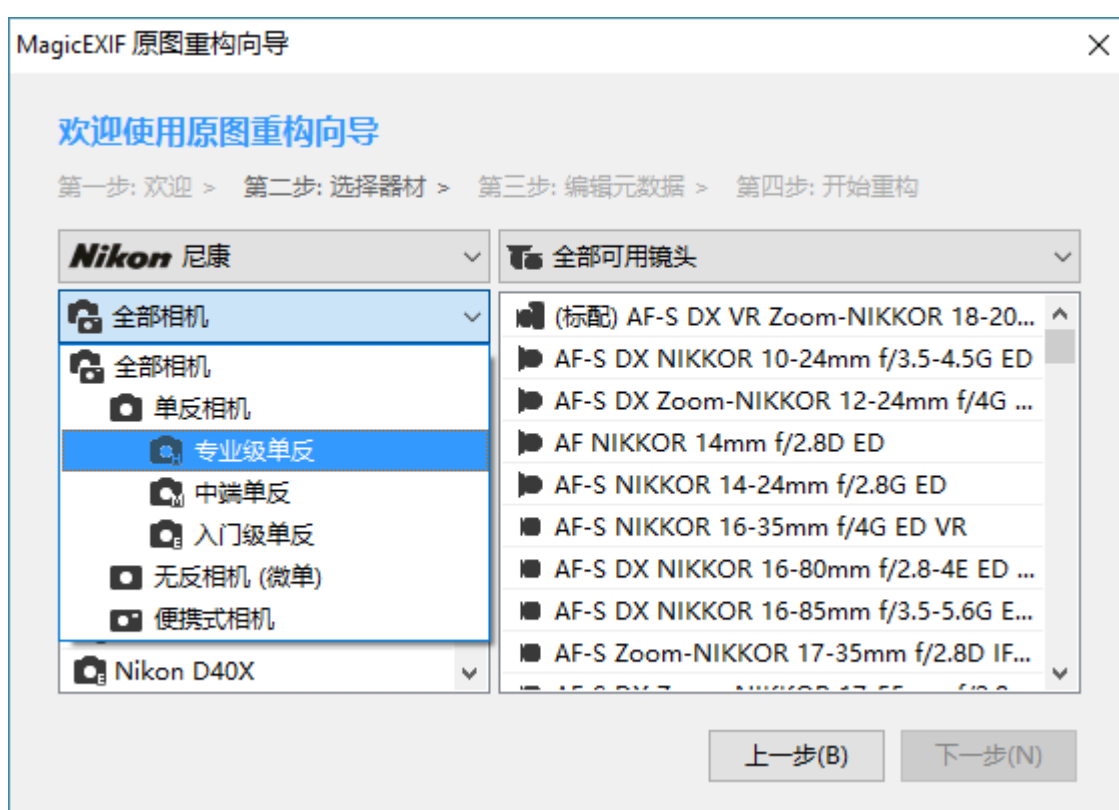 MagicEXIF 原图重构向导
欢迎使用原图重构向导
第一步: 欢迎 > 第二步: 选择器材 > 第三步: 编辑元数据 > 第四步: 开始重构
Nikon 尼康
全部相机
全部相机
单反相机
专业级单反
中端单反
入门级单反
无反相机 (微单)
便携式相机
Nikon D40X
全部可用镜头
(标配) AF-S DX VR Zoom-NIKKOR 18-20...
AF-S DX NIKKOR 10-24mm f/3.5-4.5G ED
AF-S DX Zoom-NIKKOR 12-24mm f/4G ...
AF NIKKOR 14mm f/2.8D ED
AF-S NIKKOR 14-24mm f/2.8G ED
AF-S NIKKOR 16-35mm f/4G ED VR
AF-S DX NIKKOR 16-80mm f/2.8-4E ED ...
AF-S DX NIKKOR 16-85mm f/3.5-5.6G E...
AF-S Zoom-NIKKOR 17-35mm f/2.8D IF...
上一步(B)
下一步(N)